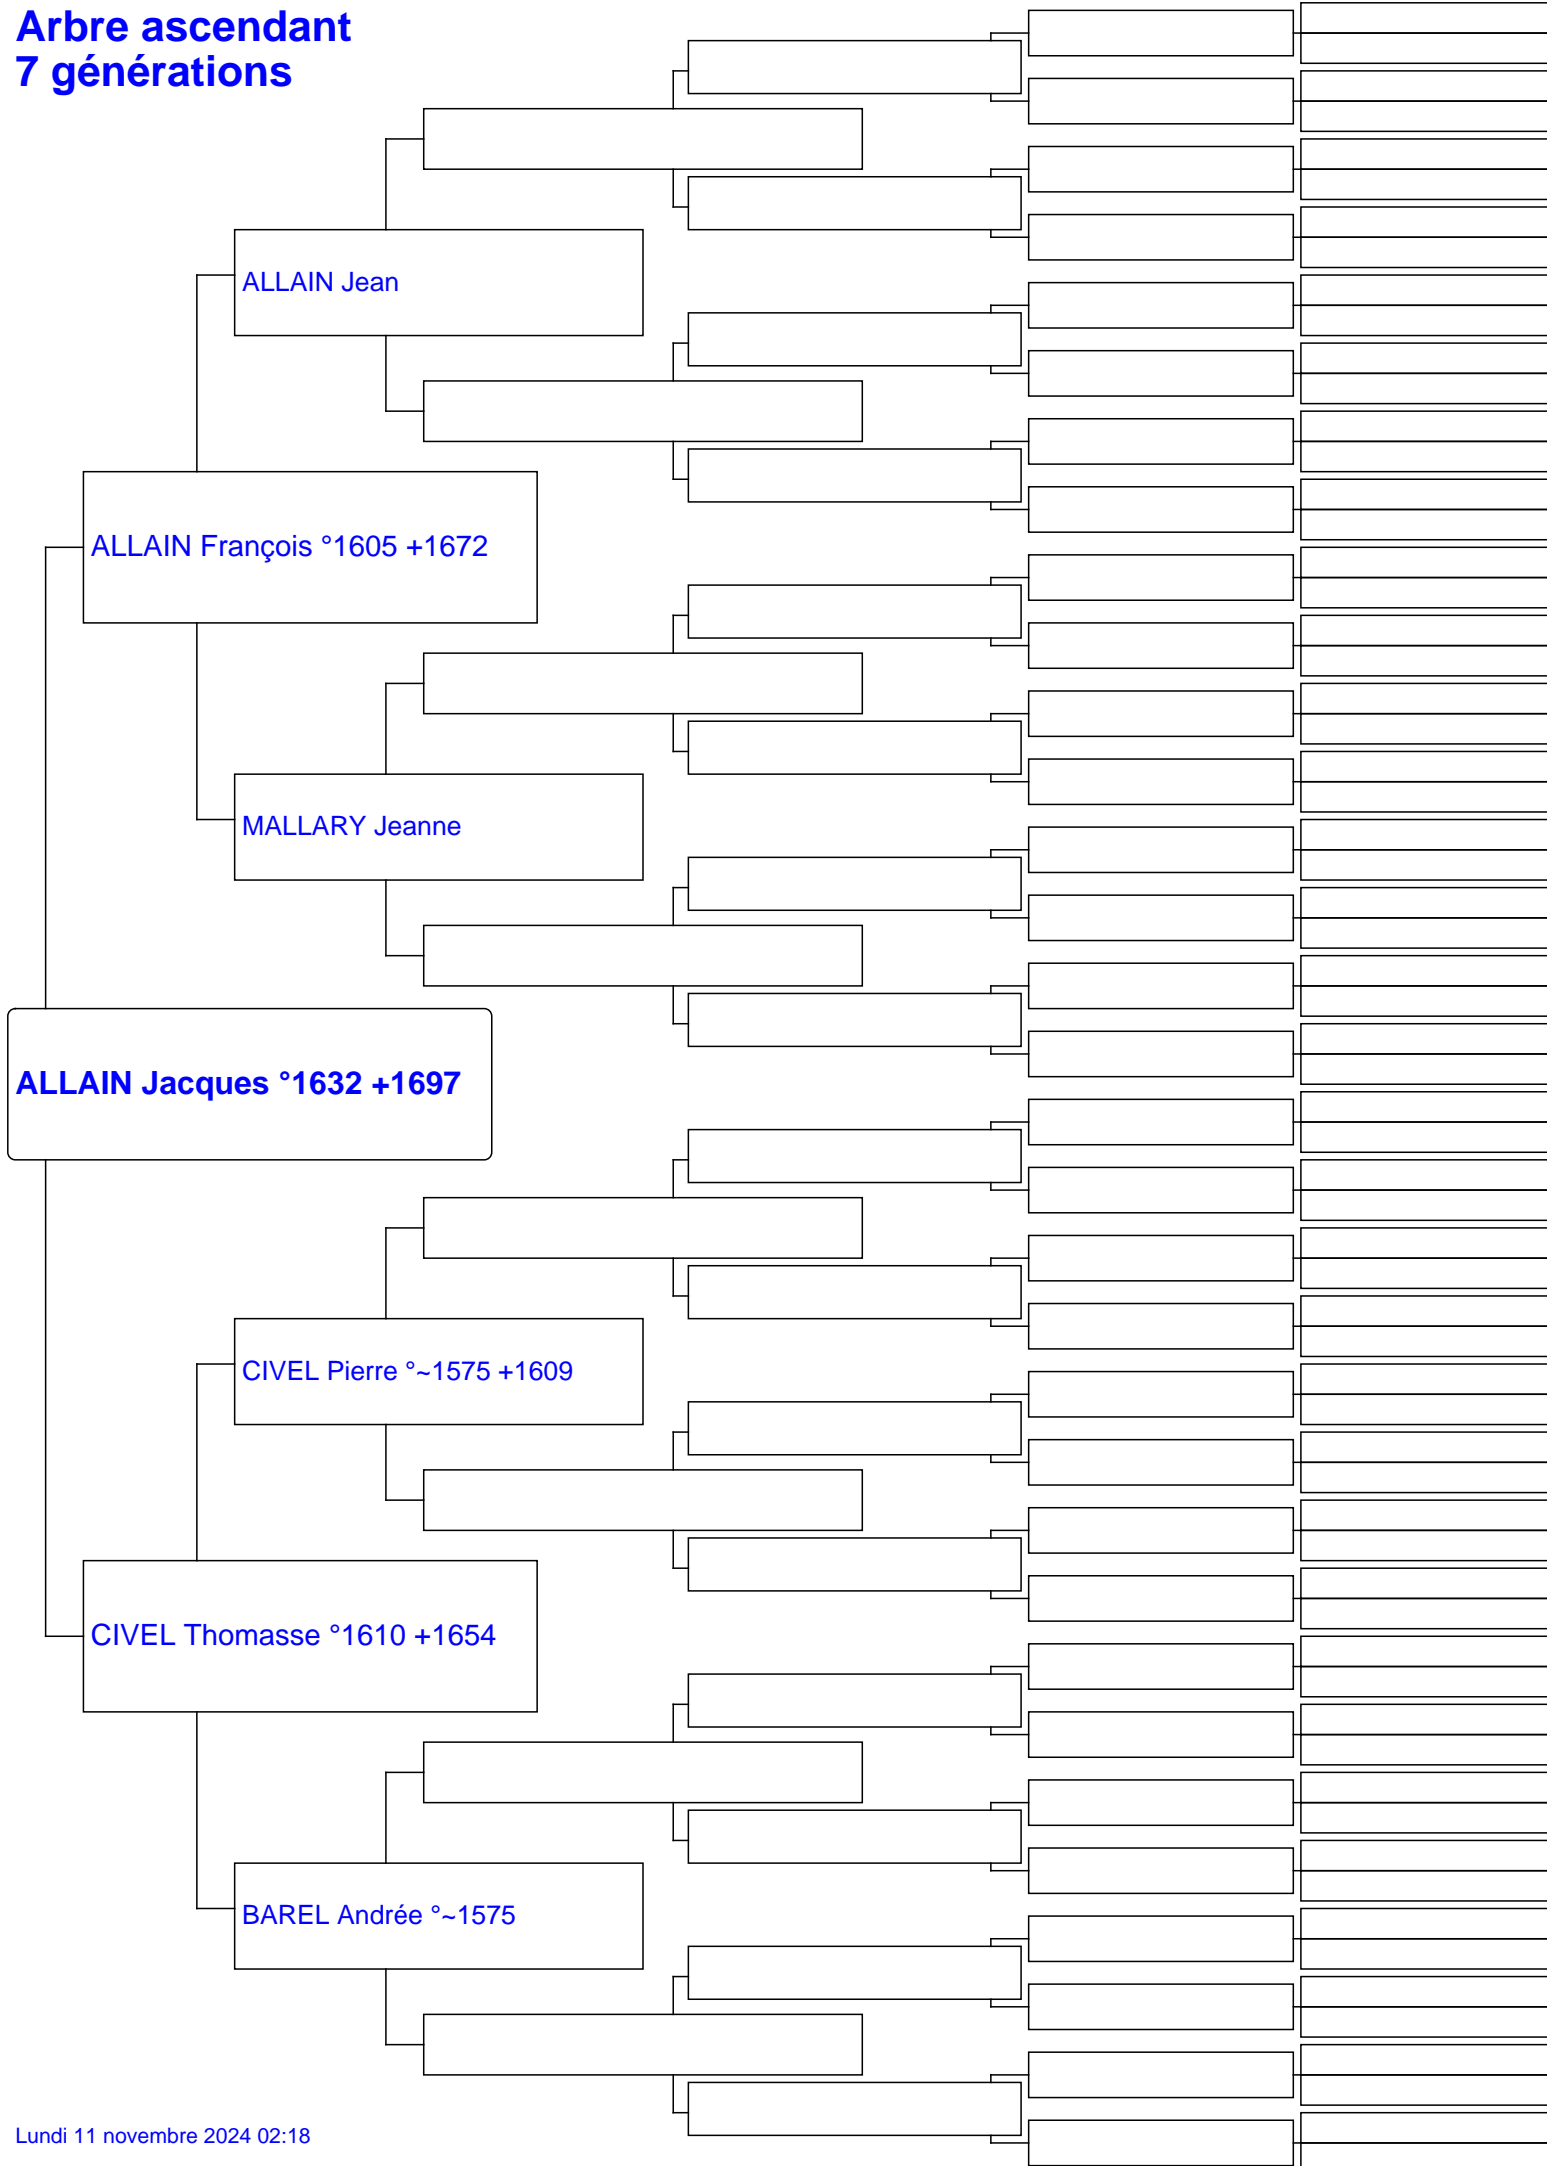 Arbre ascendant
7 générations
ALLAIN Jean
ALLAIN François °1605 +1672
MALLARY Jeanne
ALLAIN Jacques °1632 +1697
CIVEL Pierre °~1575 +1609
CIVEL Thomasse °1610 +1654
BAREL Andrée °~1575
Lundi 11 novembre 2024 02:18